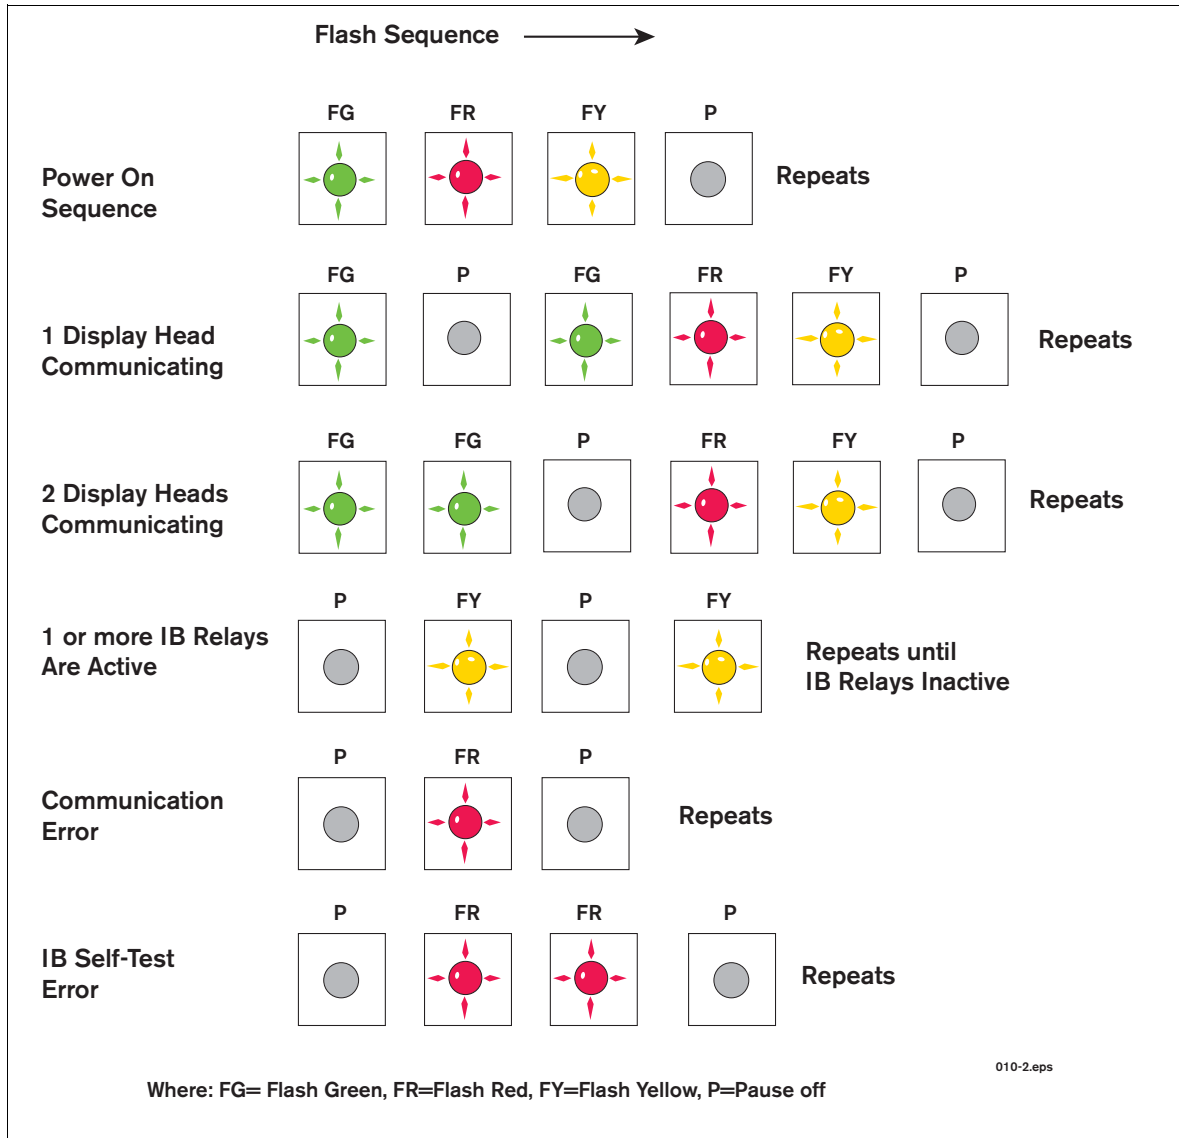 Flash Sequence
FG FR FY P
Power On
Sequence
Repeats
FG P FG FR FY P
1 Display Head
Communicating
Repeats
FG FG P FR FY P
2 Display Heads
Communicating
Repeats
P FY P FY
1 or more IB Relays
Are Active
Repeats until
IB Relays Inactive
P FR P
Communication
Error
Repeats
P FR FR P
IB Self-Test
Error
Repeats
010-2.eps
Where: FG= Flash Green, FR=Flash Red, FY=Flash Yellow, P=Pause off